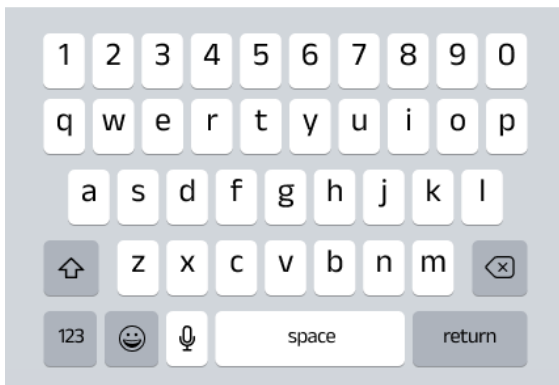 1 2 3 4 5 6 7 8 9 0
q w e r t y u i o p
a s d f g h j k l
z x c v b n m
123 space return